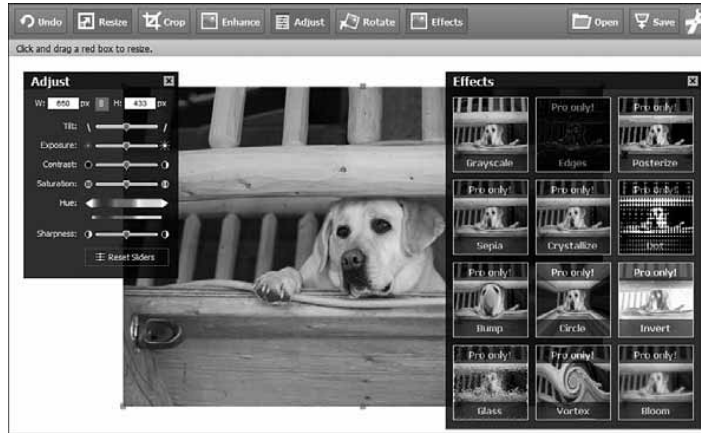 Undo Resize Crop Enhance Adjust Rotate Effects Open Save
Click and drag a red box to resize.
Adjust
W: 650 px H: 433 px
Tilt:
Exposure:
Contrast:
Saturation:
Hue:
Sharpness:
Reset Sliders
Effects
Pro only! Pro only!
Grayscale Edges Posterize
Pro only! Pro only! Pro only!
Sepia Crystallize Dot
Pro only! Pro only! Pro only!
Bump Circle Invert
Pro only! Pro only! Pro only!
Glass Vortex Bloom